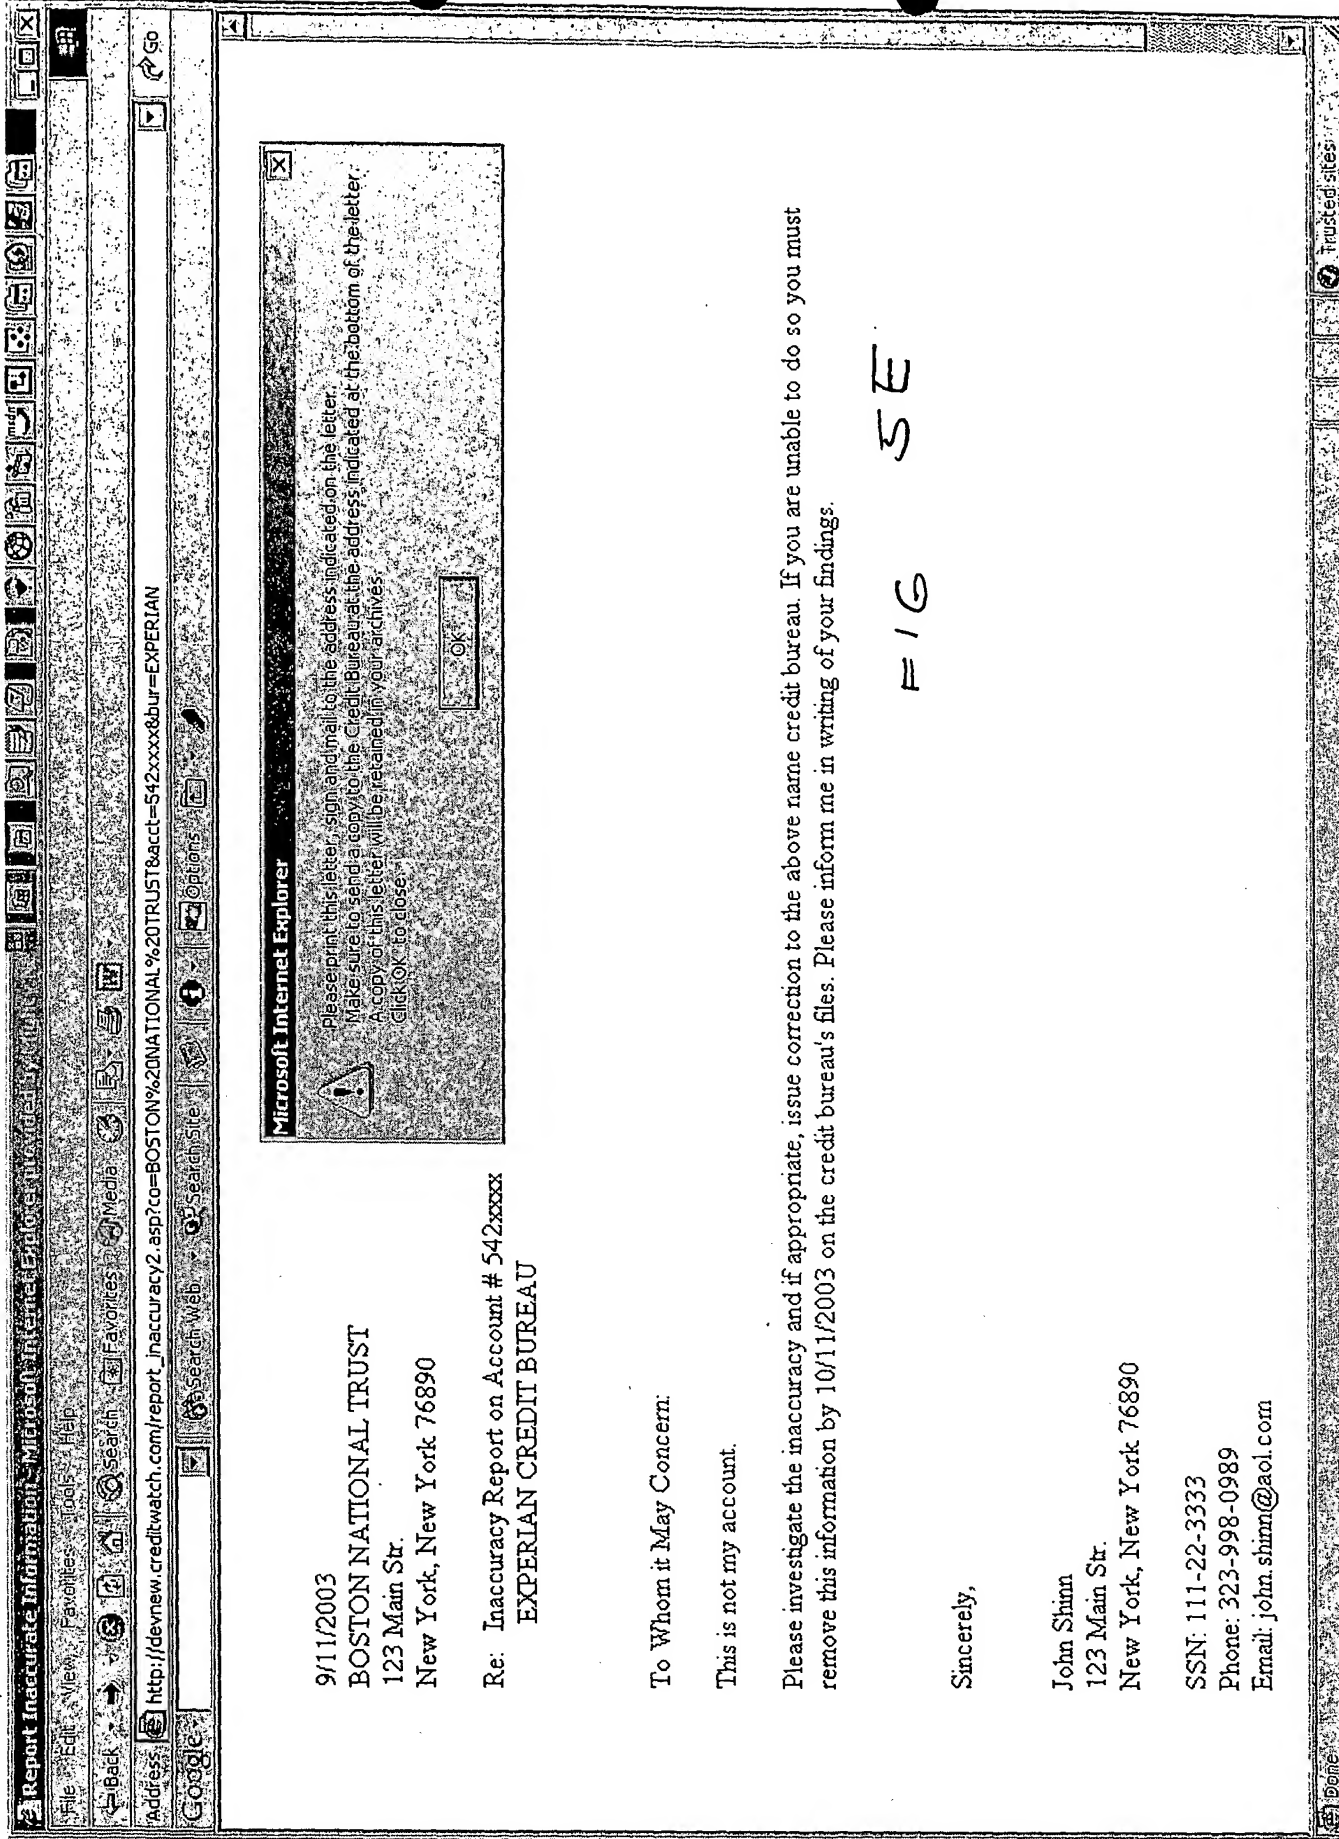 Report Inaccurate Information - Microsoft Internet Explorer
File Edit View Favorites Tools Help
Back Search Favorites Media
Address http://devnew.creditwatch.com/report_inaccuracy2.asp?co=BOSTON%20NATIONAL%20TRUST&acct=542xxxx&bur=EXPERIAN Go
Google Search Web Search Site Options
Microsoft Internet Explorer
Please print this letter, sign and mail to the address indicated on the letter.
Make sure to send a copy to the Credit Bureau at the address indicated at the bottom of the letter.
A copy of this letter will be retained in your archives.
Click 'OK' to close.
OK
9/11/2003
BOSTON NATIONAL TRUST
123 Main Str.
New York, New York 76890
Re: Inaccuracy Report on Account # 542xxxx
EXPERIAN CREDIT BUREAU
To Whom it May Concern:
This is not my account.
Please investigate the inaccuracy and if appropriate, issue correction to the above name credit bureau. If you are unable to do so you must
remove this information by 10/11/2003 on the credit bureau's files. Please inform me in writing of your findings.
FIG 5E
Sincerely,
John Shinn
123 Main Str.
New York, New York 76890
SSN: 111-22-3333
Phone: 323-998-0989
Email: john.shinn@aol.com
Done Trusted sites